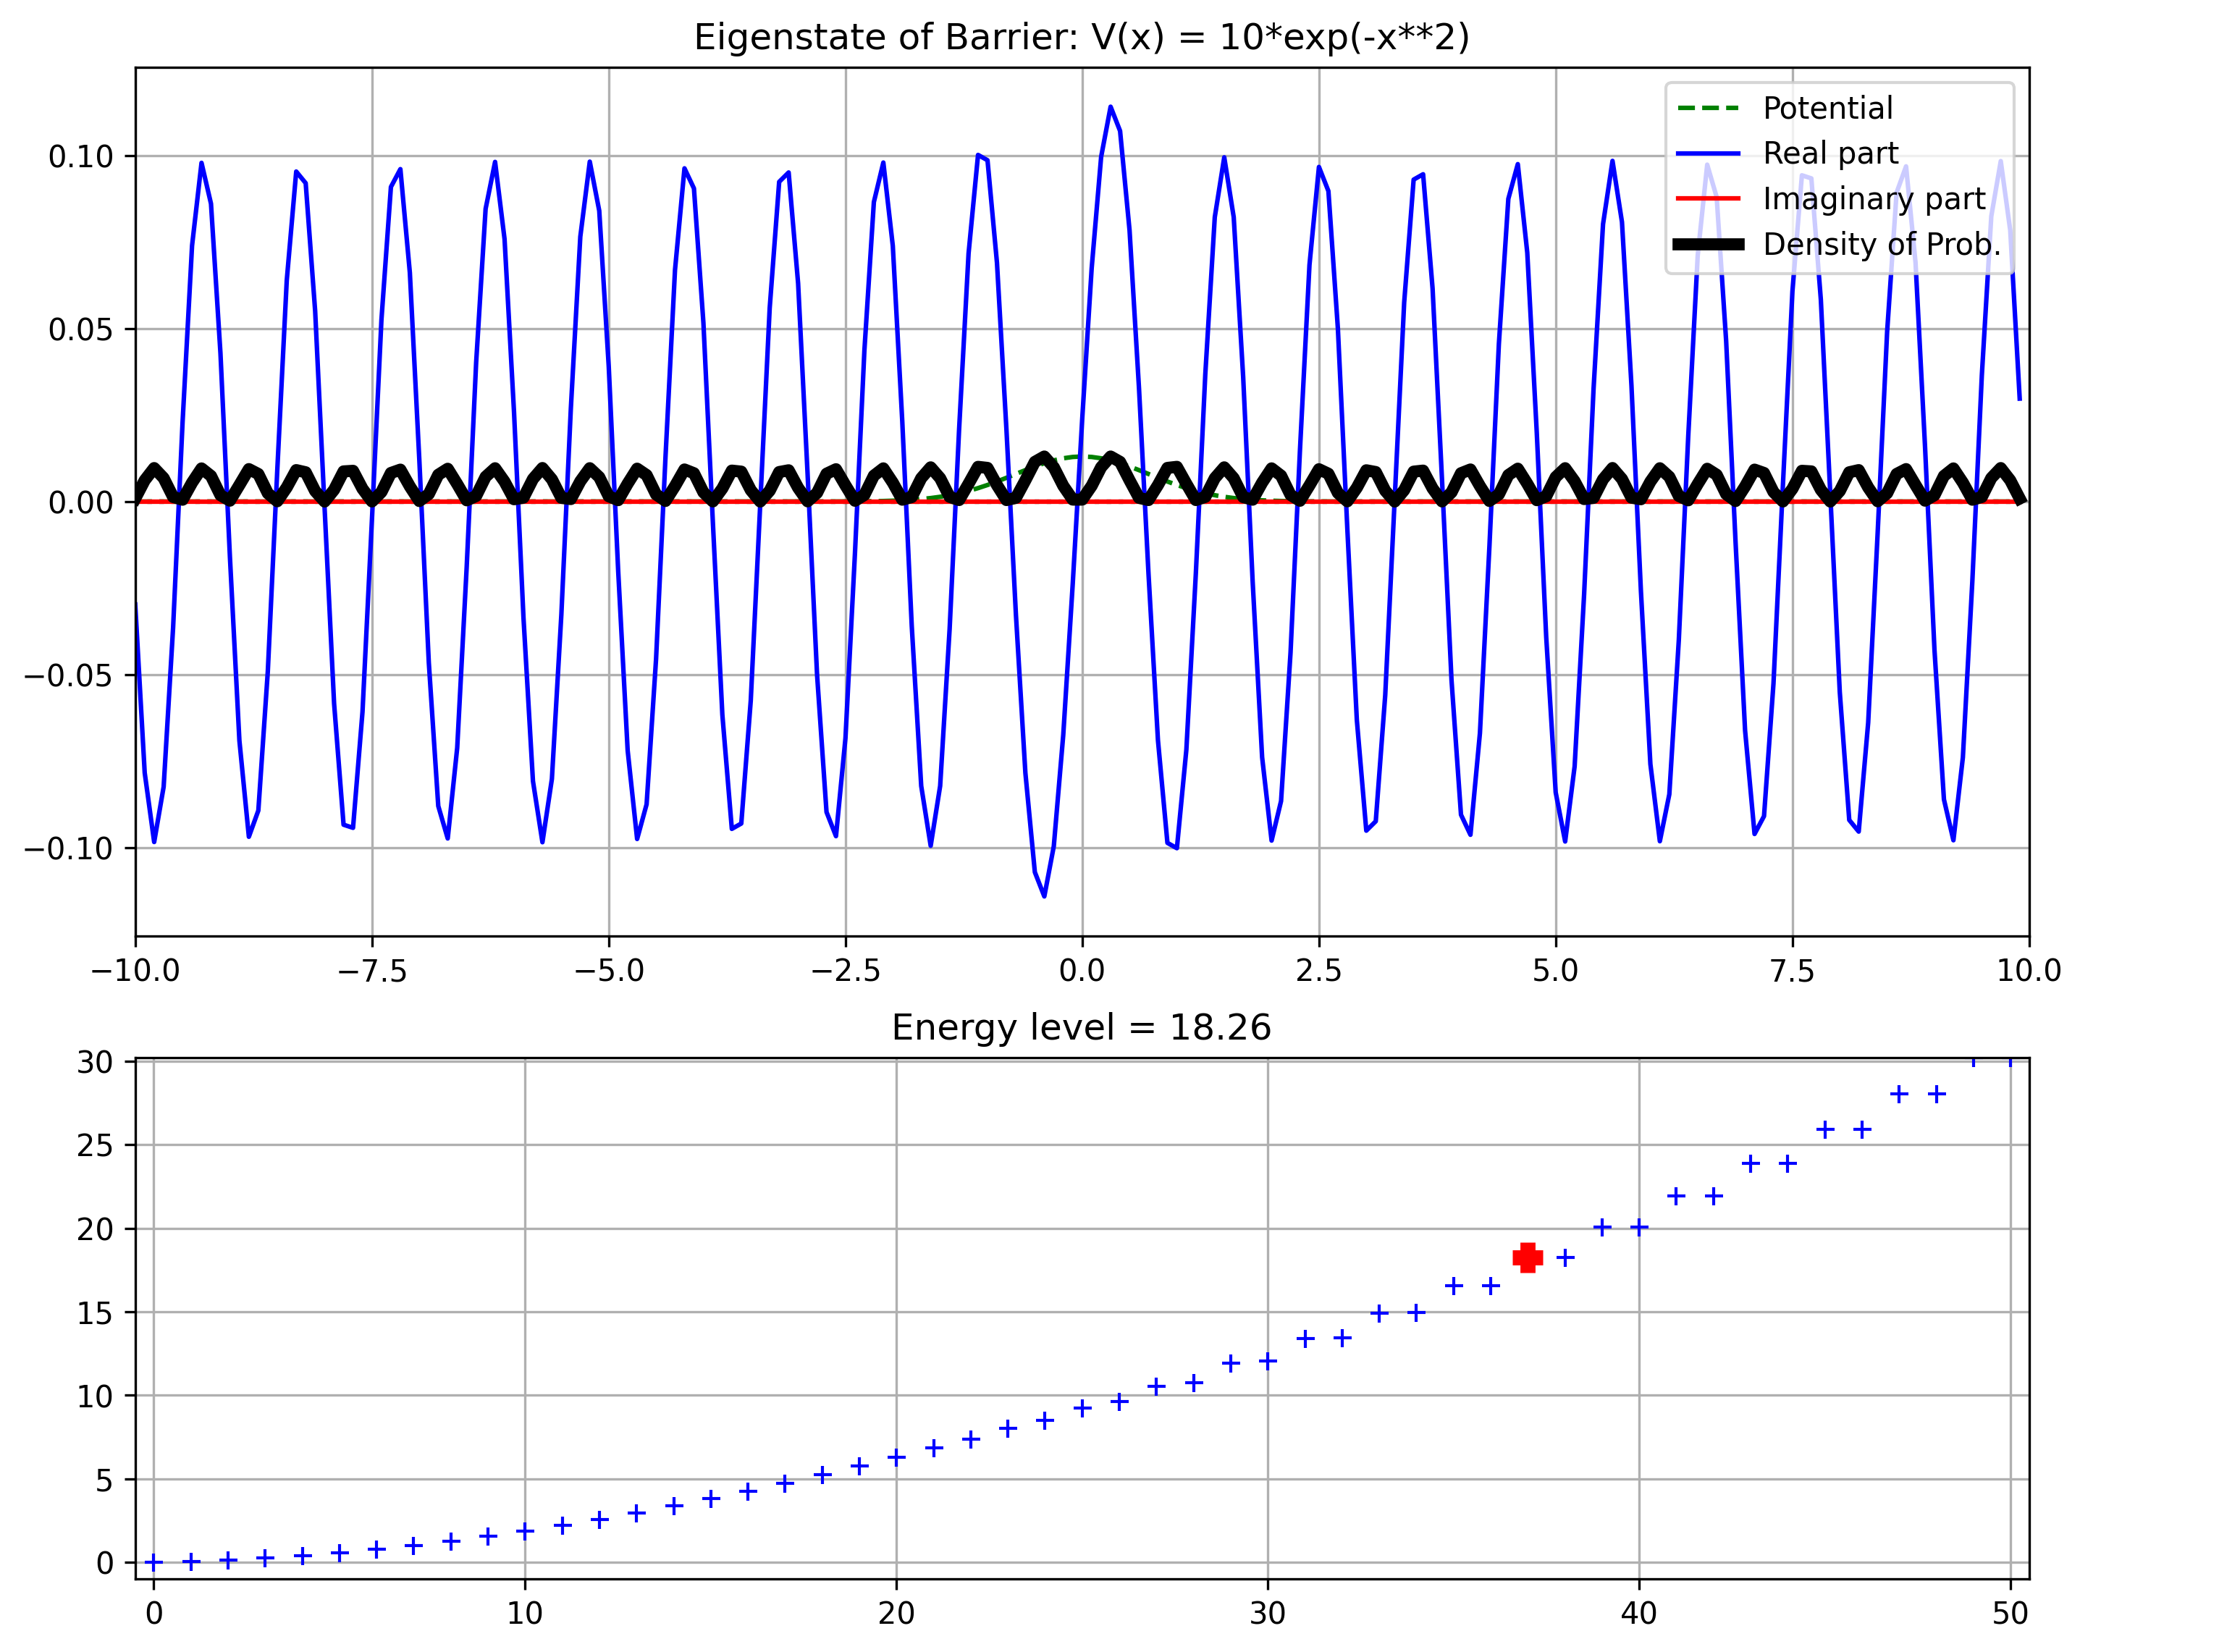 Eigenstate of Barrier: V(x) = 10*exp(-x**2)
Potential
Real part
Imaginary part
Density of Prob.
0.10
0.05
0.00
−0.05
−0.10
−10.0 −7.5 −5.0 −2.5 0.0 2.5 5.0 7.5 10.0
Energy level = 18.26
30
25
20
15
10
5
0
0 10 20 30 40 50